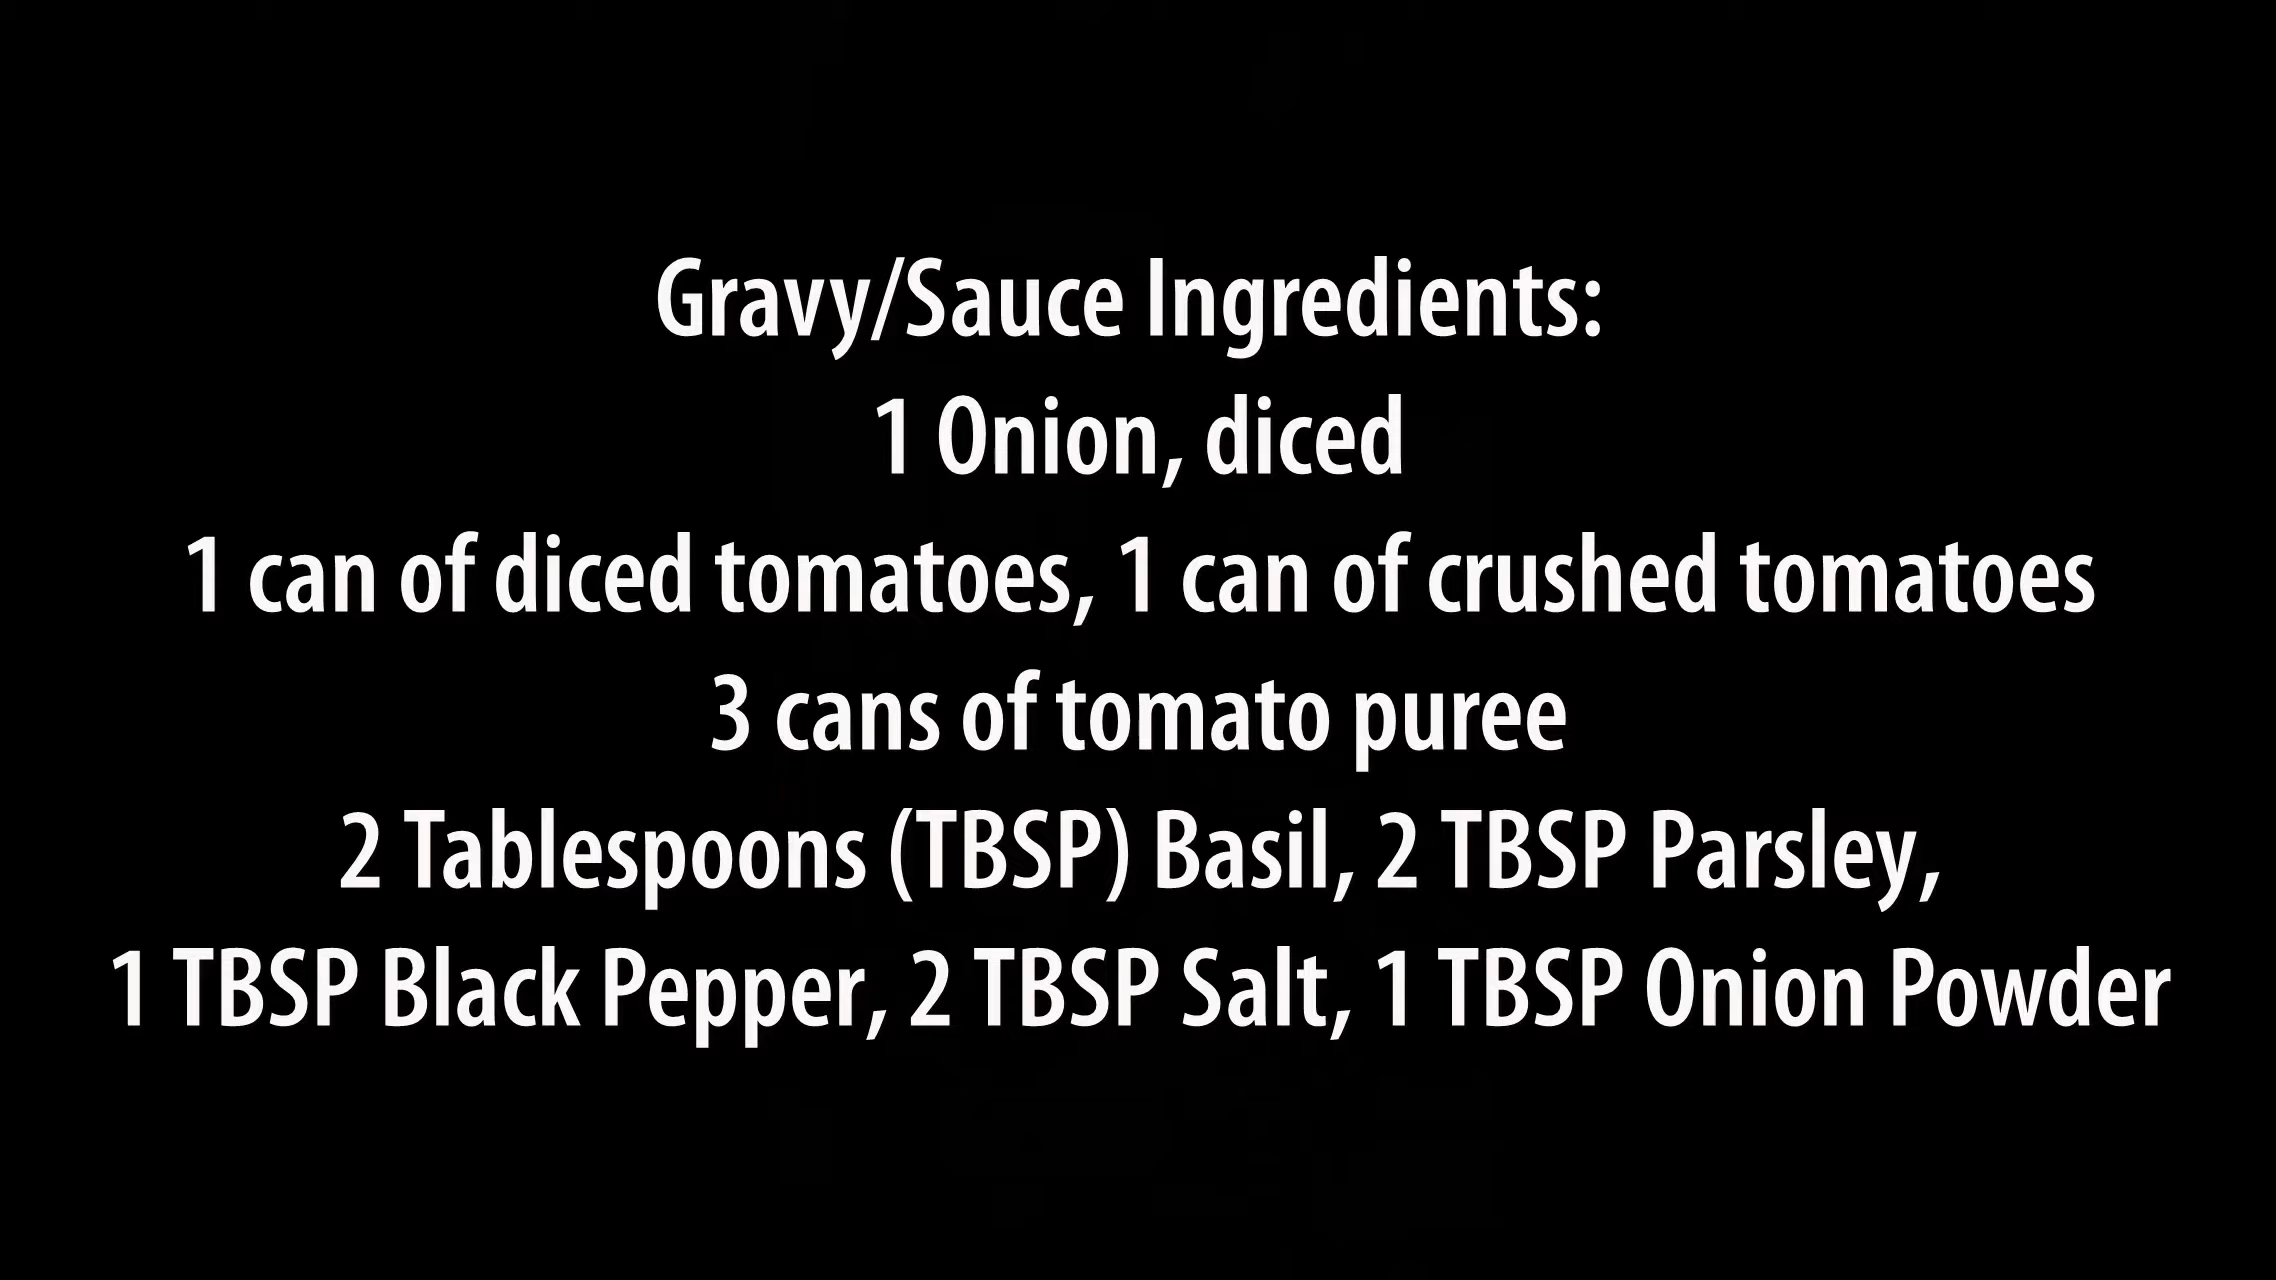 Gravy/Sauce Ingredients:
1 Onion, diced
1 can of diced tomatoes, 1 can of crushed tomatoes
3 cans of tomato puree
2 Tablespoons (TBSP) Basil, 2 TBSP Parsley,
1 TBSP Black Pepper, 2 TBSP Salt, 1 TBSP Onion Powder